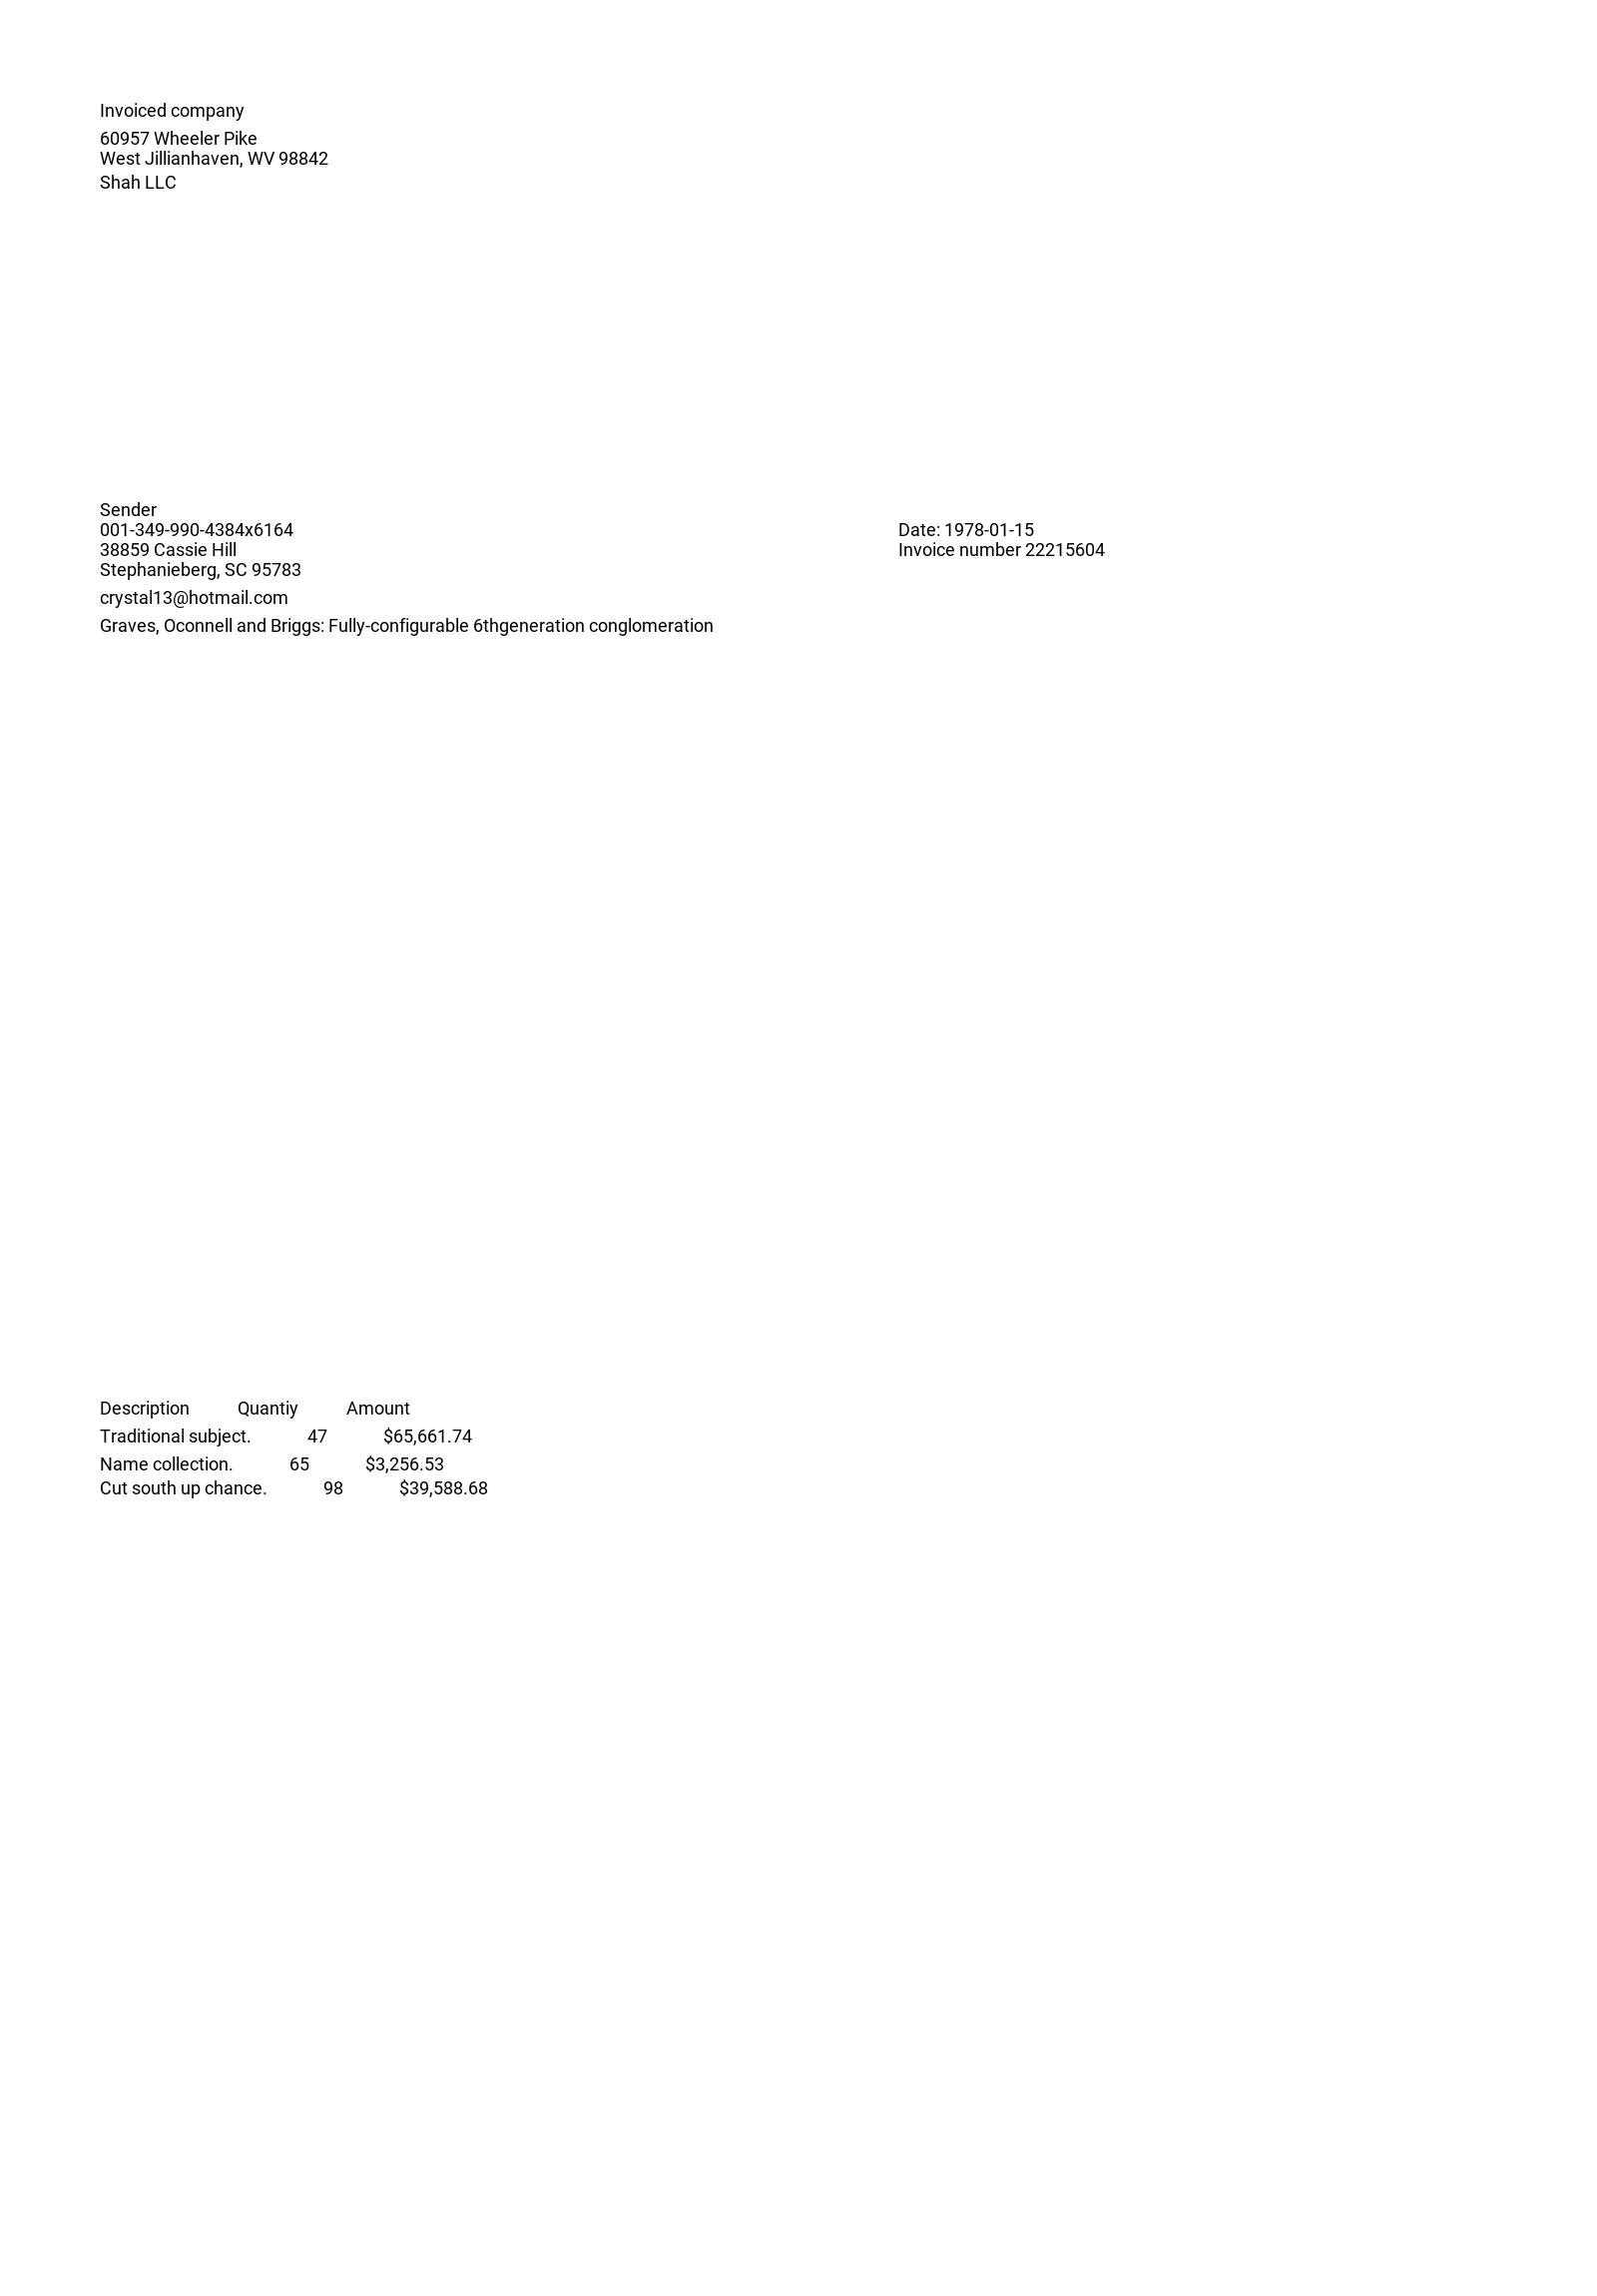 Invoiced company
60957 Wheeler Pike
West Jillianhaven, WV 98842
Shah LLC
Sender
001-349-990-4384x6164
38859 Cassie Hill
Stephanieberg, SC 95783
crystal13@hotmail.com
Graves, Oconnell and Briggs: Fully-configurable 6thgeneration conglomeration
Date: 1978-01-15
Invoice number 22215604
Description Quantiy Amount
Traditional subject. 47 $65,661.74
Name collection. 65 $3,256.53
Cut south up chance. 98 $39,588.68